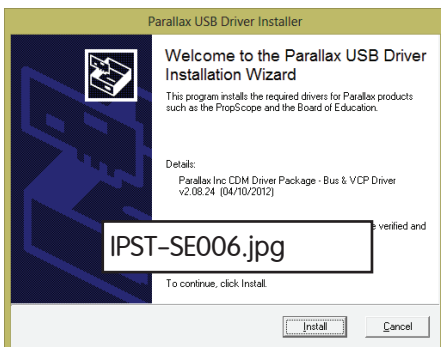 Parallax USB Driver Installer
Welcome to the Parallax USB Driver
Installation Wizard
This program installs the required drivers for Parallax products
such as the PropScope and the Board of Education.
Details:
Parallax Inc CDM Driver Package - Bus & VCP Driver
v2.08.24 (04/10/2012)
e verified and
IPST-SE006.jpg
To continue, click Install.
Install
Cancel